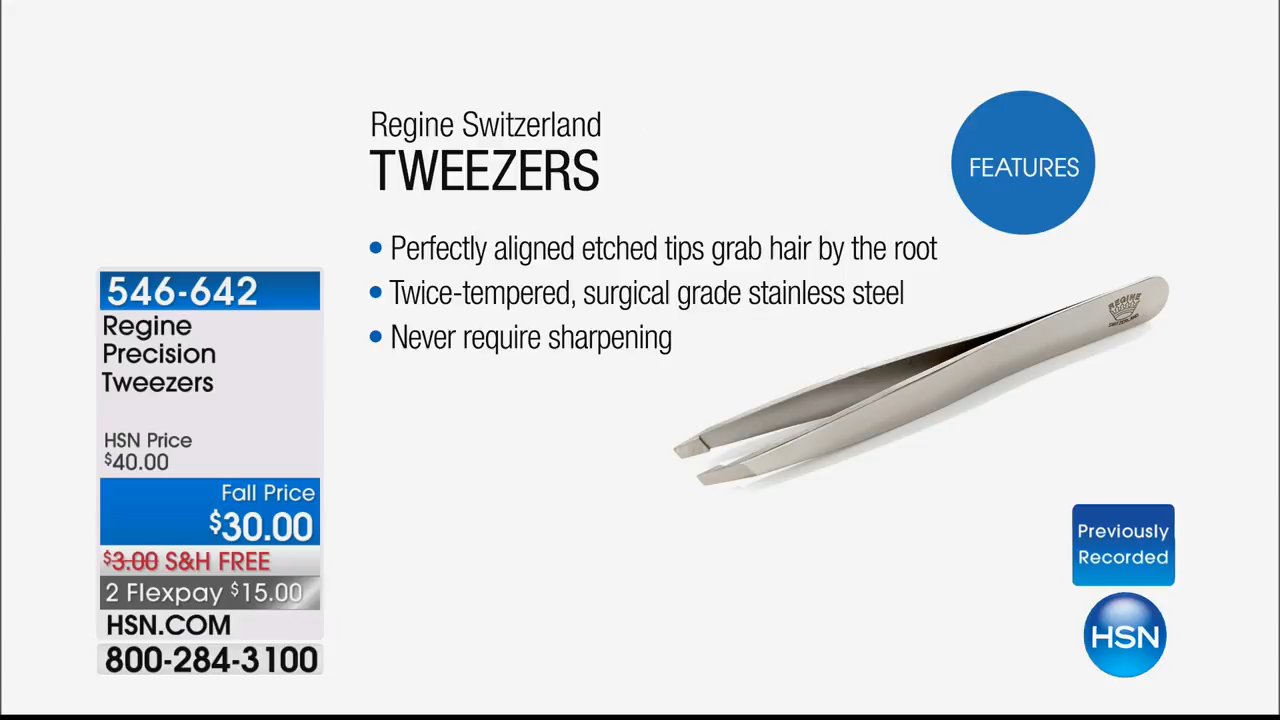 Regine Switzerland
TWEEZERS
FEATURES
• Perfectly aligned etched tips grab hair by the root
• Twice-tempered, surgical grade stainless steel
• Never require sharpening
REGINE
SWITZERLAND
546-642
Regine
Precision
Tweezers
HSN Price
$40.00
Fall Price
$30.00
$3.00 S&H FREE
2 Flexpay $15.00
HSN.COM
800-284-3100
Previously
Recorded
HSN